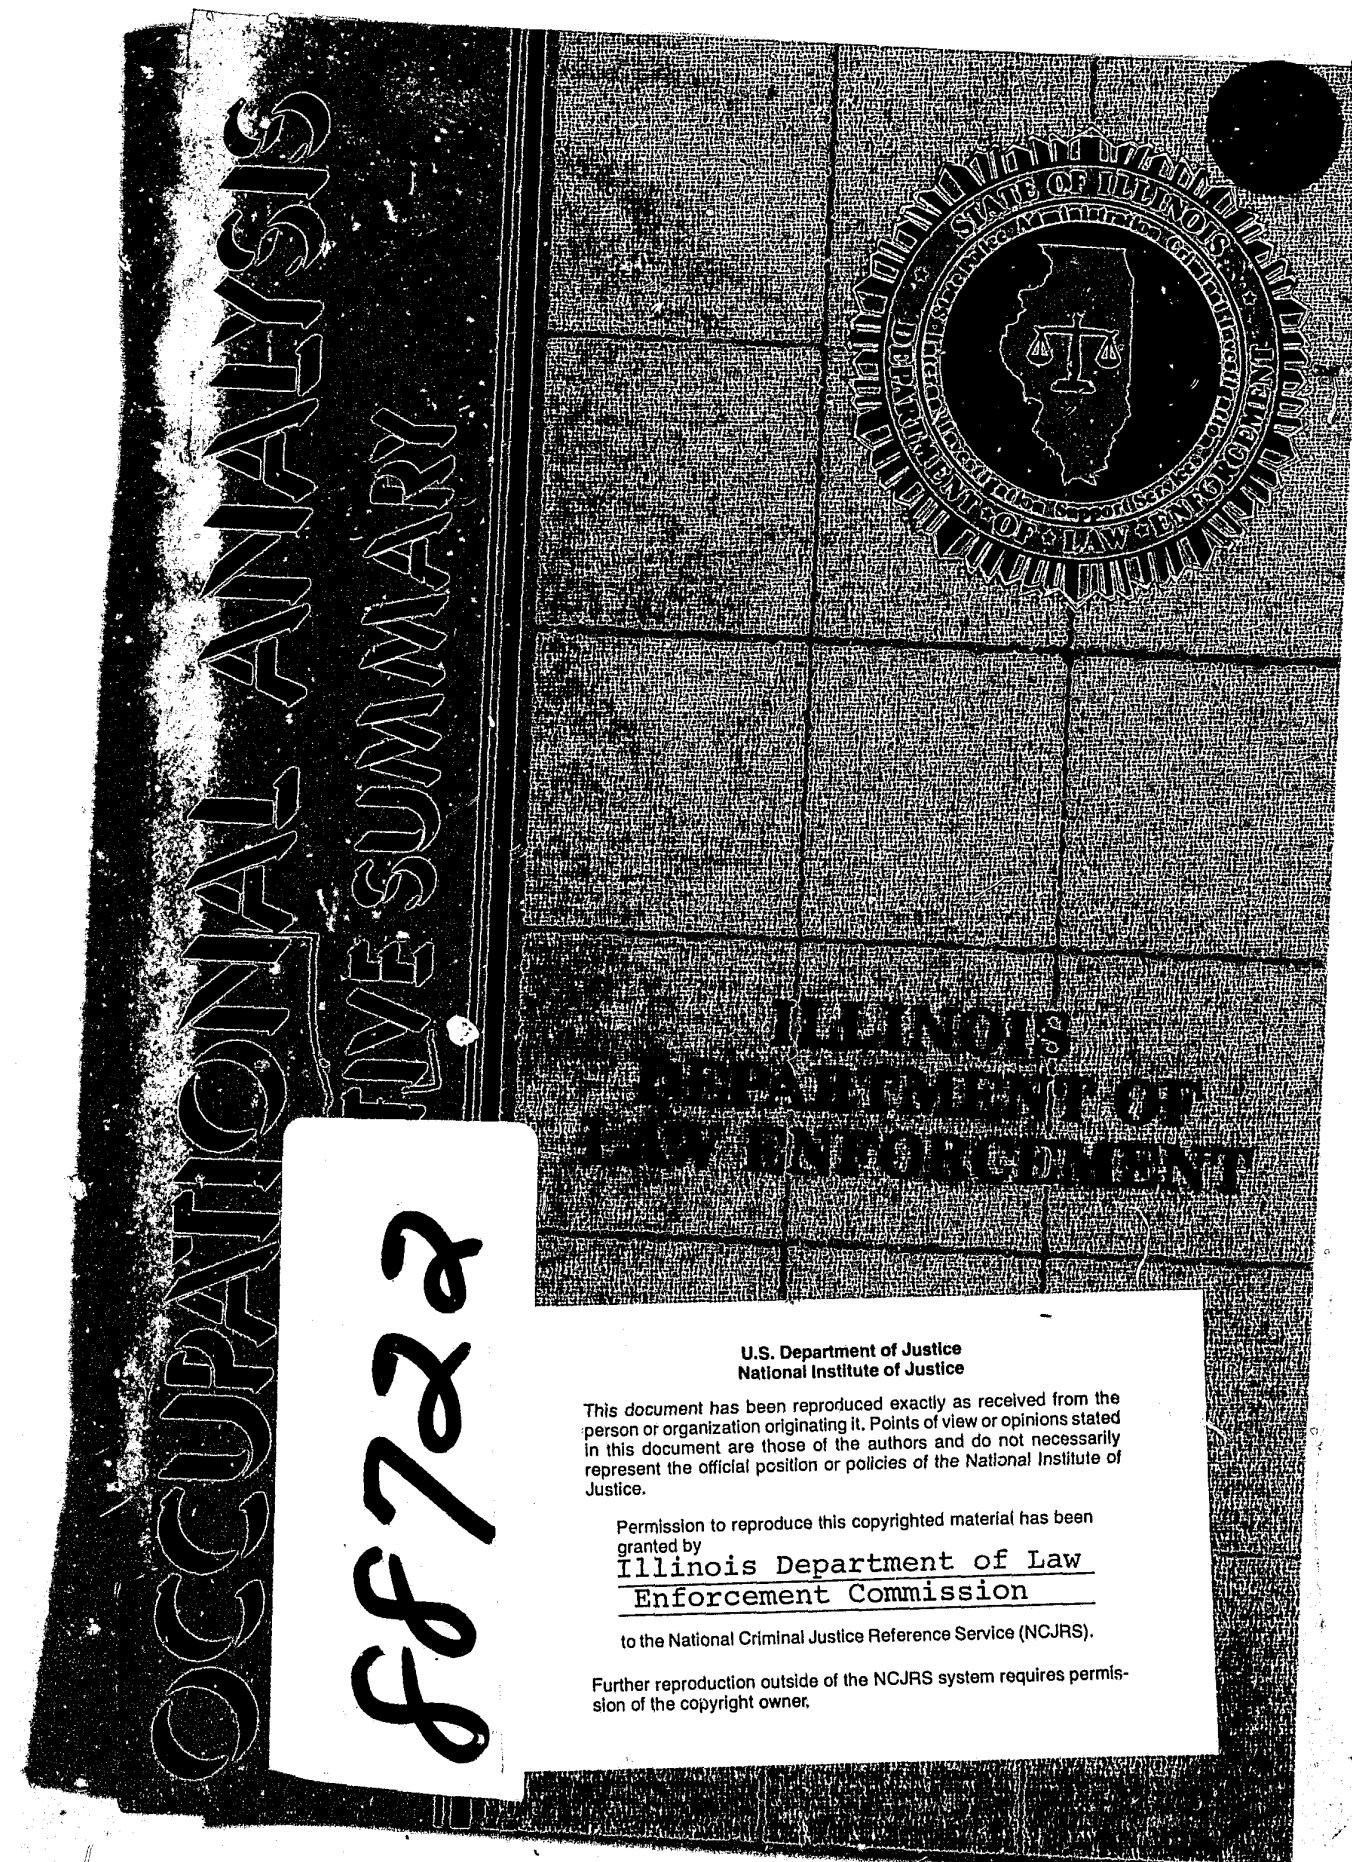 OCCUPATIONAL ANALYSIS
TIVE SUMMARY
STATE OF ILLINOIS
DEPARTMENT OF LAW ENFORCEMENT
Support Services
ILLINOIS
DEPARTMENT OF
LAW ENFORCEMENT
88722
U.S. Department of Justice
National Institute of Justice
This document has been reproduced exactly as received from the
person or organization originating it. Points of view or opinions stated
in this document are those of the authors and do not necessarily
represent the official position or policies of the National Institute of
Justice.
Permission to reproduce this copyrighted material has been
granted by
Illinois Department of Law
Enforcement Commission
to the National Criminal Justice Reference Service (NCJRS).
Further reproduction outside of the NCJRS system requires permis-
sion of the copyright owner.